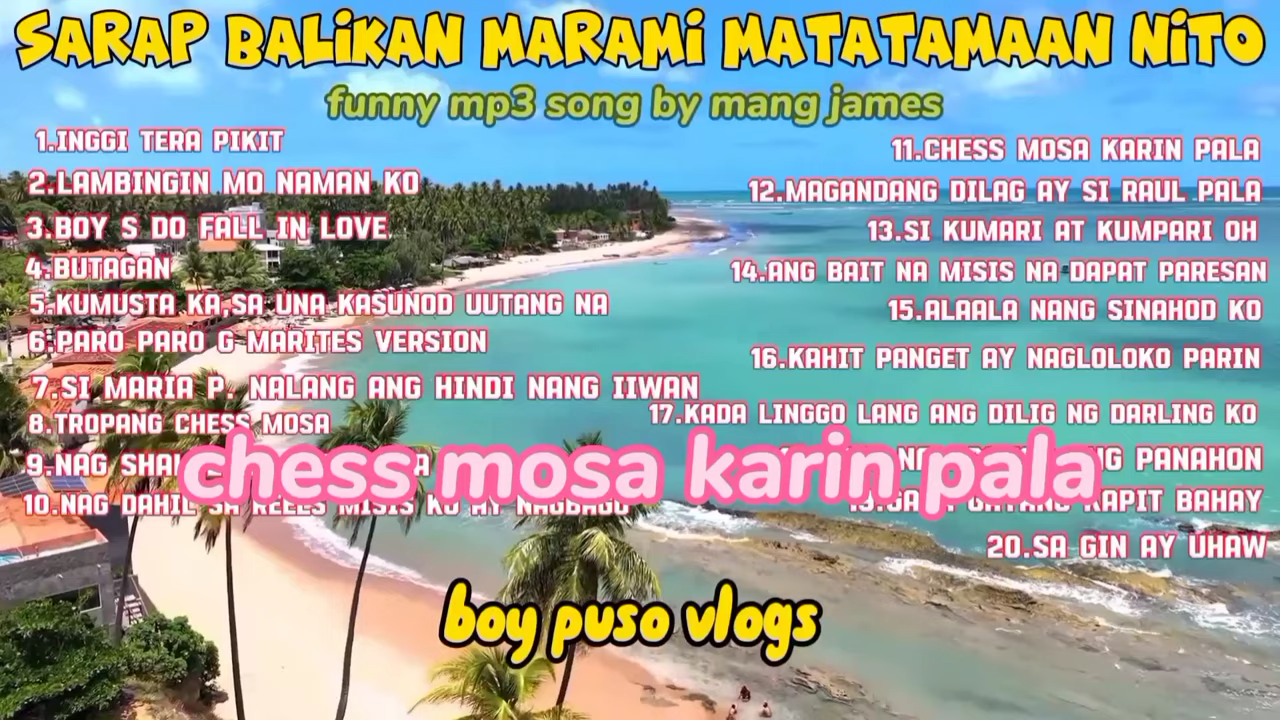 SARAP BALIKAN MARAMI MATATAMAAN NITO
funny mp3 song by mang james
1.INGGI TERA PIKIT
2.LAMBINGIN MO NAMAN KO
3.BOY S DO FALL IN LOVE
4.BUTAGAN
5.KUMUSTA KA,SA UNA KASUNOD UUTANG NA
6.PARO PARO G MARITES VERSION
7.SI MARIA P. NALANG ANG HINDI NANG IIWAN
8.TROPANG CHESS MOSA
9.NAG
10.NAG DAHIL SA REELS MISIS KO AY NAGBAGO
11.CHESS MOSA KARIN PALA
12.MAGANDANG DILAG AY SI RAUL PALA
13.SI KUMARI AT KUMPARI OH
14.ANG BAIT NA MISIS NA DAPAT PARESAN
15.ALAALA NANG SINAHOD KO
16.KAHIT PANGET AY NAGLOLOKO PARIN
17.KADA LINGGO LANG ANG DILIG NG DARLING KO
PANAHON
KAPIT BAHAY
20.SA GIN AY UHAW
chess mosa karin pala
boy puso vlogs